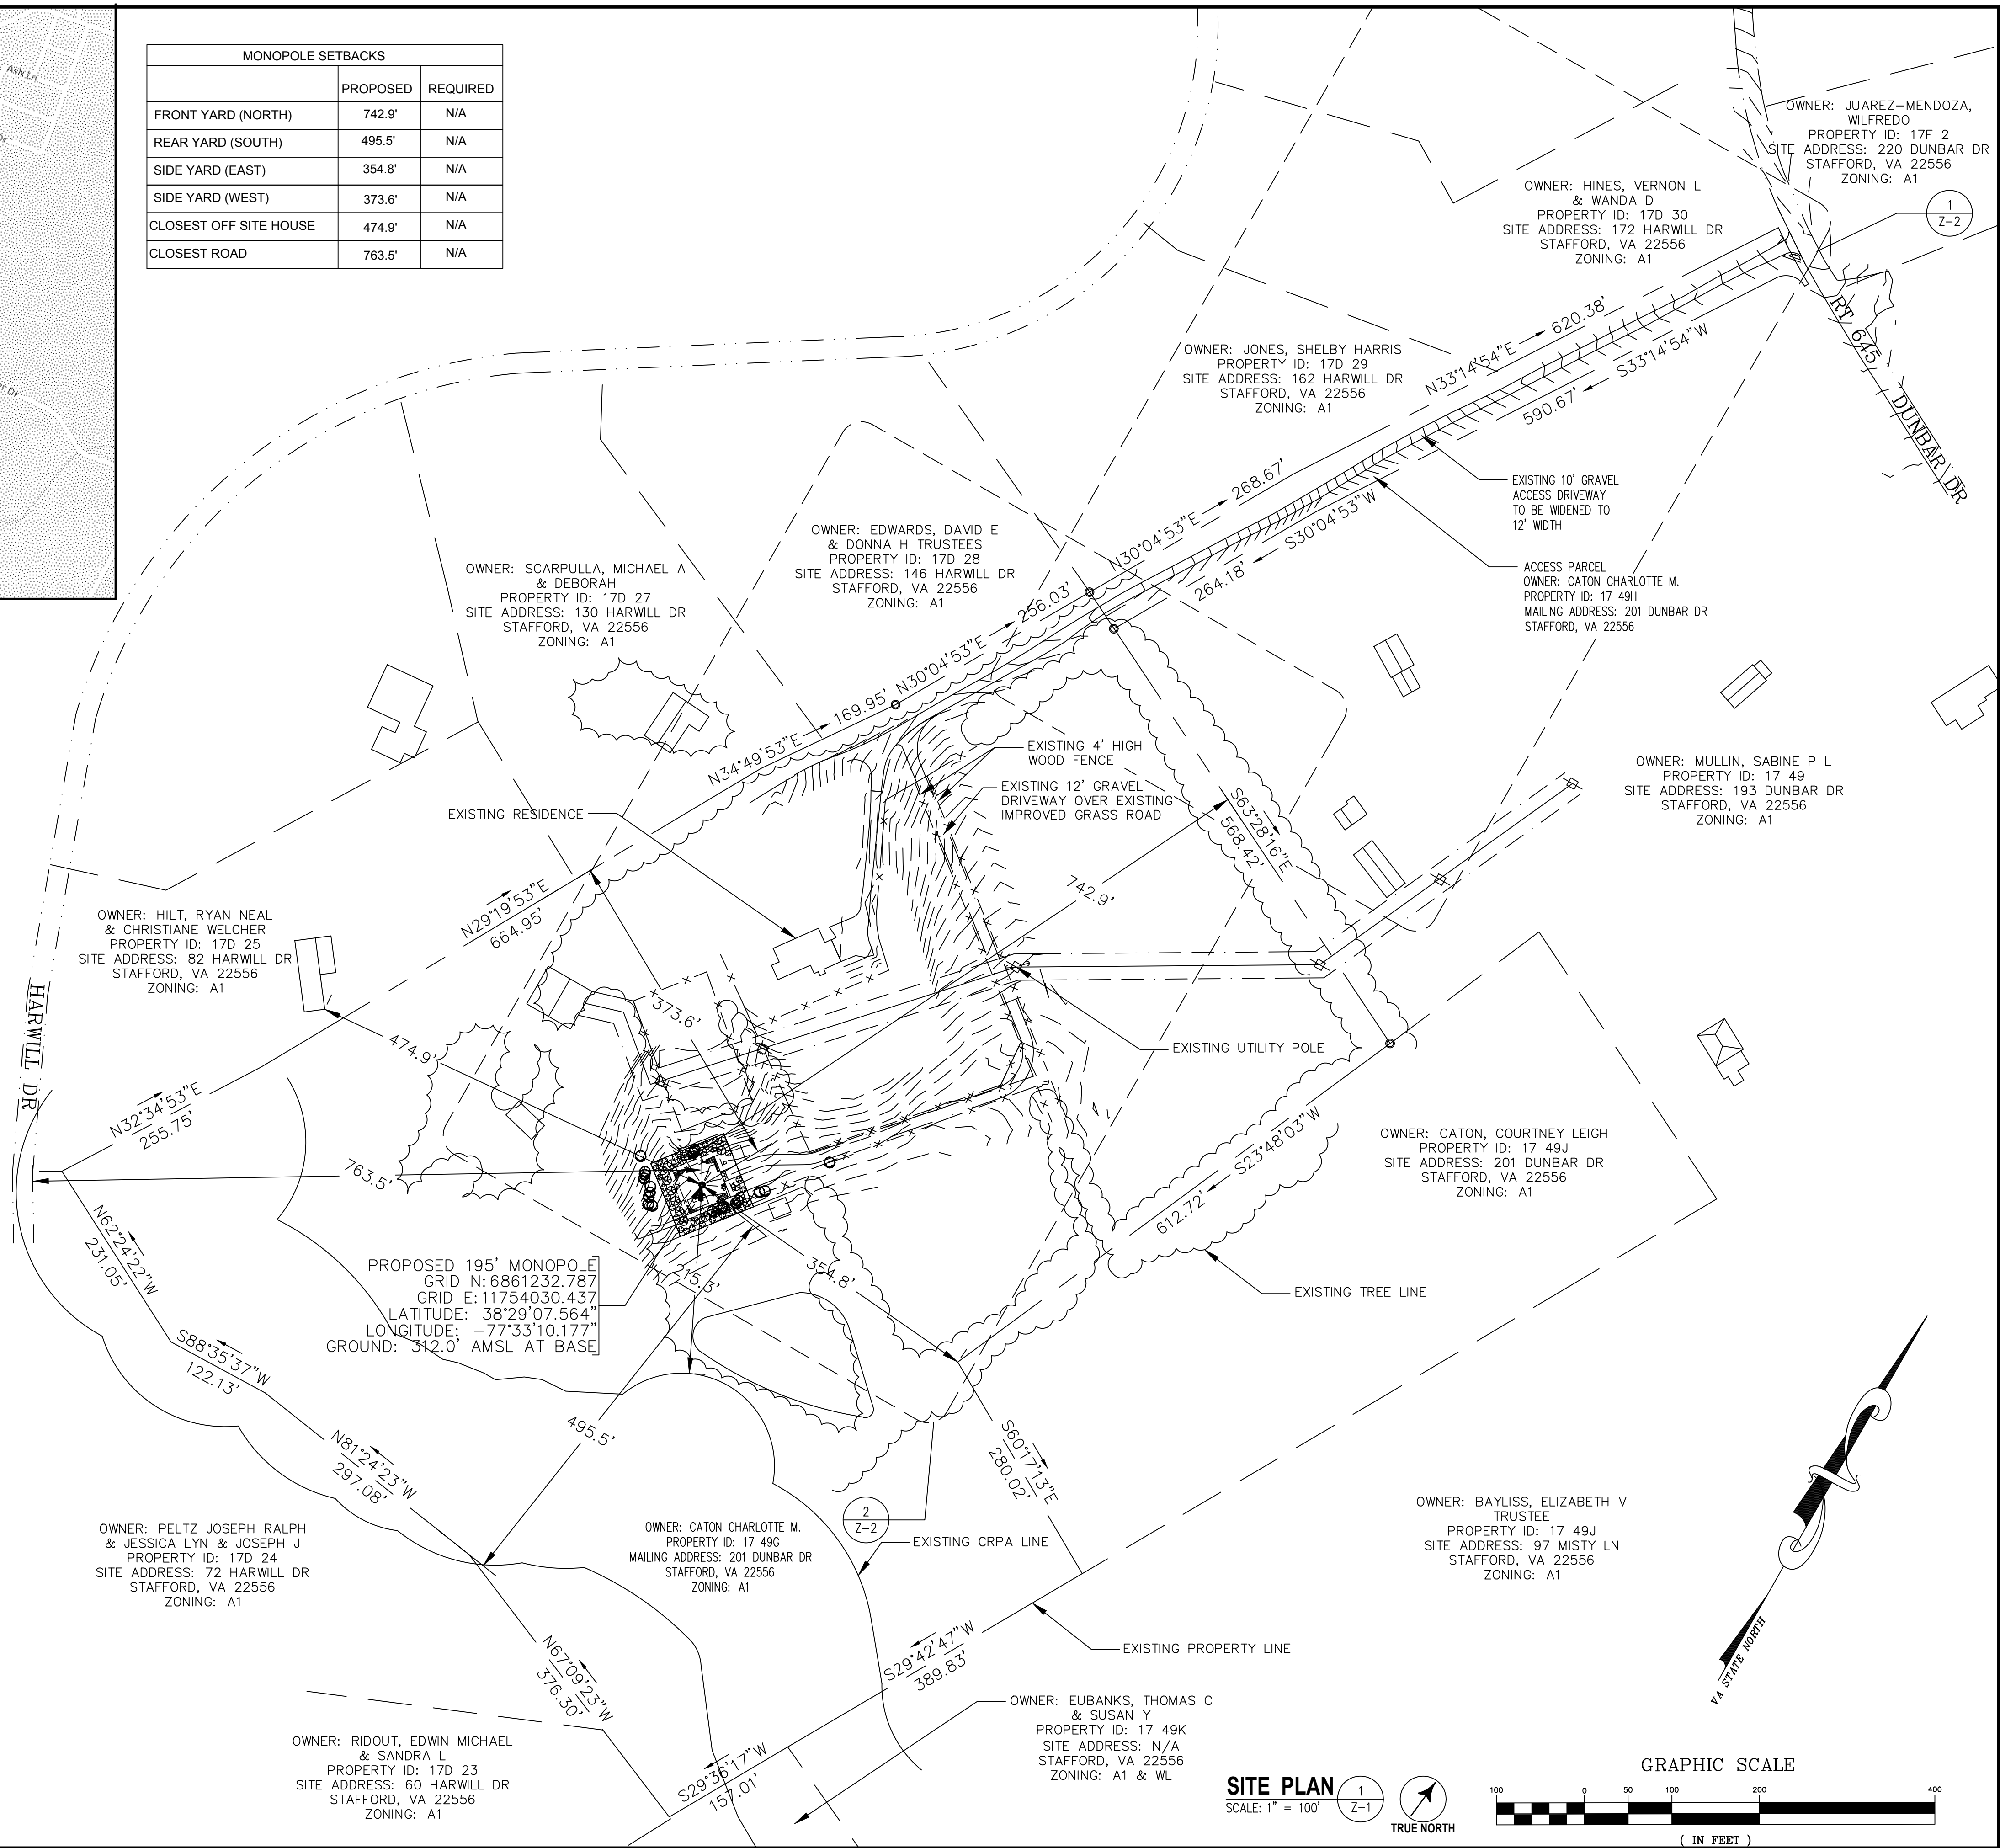 MONOPOLE SETBACKS
PROPOSED REQUIRED
FRONT YARD (NORTH) 742.9' N/A
REAR YARD (SOUTH) 495.5' N/A
SIDE YARD (EAST) 354.8' N/A
SIDE YARD (WEST) 373.6' N/A
CLOSEST OFF SITE HOUSE 474.9' N/A
CLOSEST ROAD 763.5' N/A
Ash Ln
Dr
OWNER: JUAREZ-MENDOZA,
WILFREDO
PROPERTY ID: 17F 2
SITE ADDRESS: 220 DUNBAR DR
STAFFORD, VA 22556
ZONING: A1
1
Z-2
OWNER: HINES, VERNON L
& WANDA D
PROPERTY ID: 17D 30
SITE ADDRESS: 172 HARWILL DR
STAFFORD, VA 22556
ZONING: A1
RT 645 DUNBAR DR
N33°14'54"E 620.38'
S33°14'54"W
590.67'
OWNER: JONES, SHELBY HARRIS
PROPERTY ID: 17D 29
SITE ADDRESS: 162 HARWILL DR
STAFFORD, VA 22556
ZONING: A1
EXISTING 10' GRAVEL
ACCESS DRIVEWAY
TO BE WIDENED TO
12' WIDTH
N30°04'53"E 268.67'
S30°04'53"W
264.18'
ACCESS PARCEL
OWNER: CATON CHARLOTTE M.
PROPERTY ID: 17 49H
MAILING ADDRESS: 201 DUNBAR DR
STAFFORD, VA 22556
OWNER: EDWARDS, DAVID E
& DONNA H TRUSTEES
PROPERTY ID: 17D 28
SITE ADDRESS: 146 HARWILL DR
STAFFORD, VA 22556
ZONING: A1
OWNER: SCARPULLA, MICHAEL A
& DEBORAH
PROPERTY ID: 17D 27
SITE ADDRESS: 130 HARWILL DR
STAFFORD, VA 22556
ZONING: A1
N30°04'53"E 256.03'
N34°49'53"E 169.95'
EXISTING 4' HIGH
WOOD FENCE
EXISTING 12' GRAVEL
DRIVEWAY OVER EXISTING
IMPROVED GRASS ROAD
EXISTING RESIDENCE
S63°28'16"E
568.42'
OWNER: MULLIN, SABINE P L
PROPERTY ID: 17 49
SITE ADDRESS: 193 DUNBAR DR
STAFFORD, VA 22556
ZONING: A1
742.9'
N29°19'53"E
664.95'
OWNER: HILT, RYAN NEAL
& CHRISTIANE WELCHER
PROPERTY ID: 17D 25
SITE ADDRESS: 82 HARWILL DR
STAFFORD, VA 22556
ZONING: A1
HARWILL DR
373.6'
474.9'
EXISTING UTILITY POLE
N32°34'53"E
255.75'
763.5'
S23°48'03"W
612.72'
OWNER: CATON, COURTNEY LEIGH
PROPERTY ID: 17 49J
SITE ADDRESS: 201 DUNBAR DR
STAFFORD, VA 22556
ZONING: A1
N62°24'22"W
231.05'
PROPOSED 195' MONOPOLE
GRID N:6861232.787
GRID E:11754030.437
LATITUDE: 38°29'07.564"
LONGITUDE: -77°33'10.177"
GROUND: 312.0' AMSL AT BASE
215.3'
354.8'
EXISTING TREE LINE
S88°35'37"W
122.13'
N81°24'23"W
297.08'
495.5'
S60°17'13"E
280.02'
2
Z-2
EXISTING CRPA LINE
OWNER: PELTZ JOSEPH RALPH
& JESSICA LYN & JOSEPH J
PROPERTY ID: 17D 24
SITE ADDRESS: 72 HARWILL DR
STAFFORD, VA 22556
ZONING: A1
OWNER: CATON CHARLOTTE M.
PROPERTY ID: 17 49G
MAILING ADDRESS: 201 DUNBAR DR
STAFFORD, VA 22556
ZONING: A1
OWNER: BAYLISS, ELIZABETH V
TRUSTEE
PROPERTY ID: 17 49J
SITE ADDRESS: 97 MISTY LN
STAFFORD, VA 22556
ZONING: A1
N67°09'23"W
376.30'
S29°42'47"W
389.83'
EXISTING PROPERTY LINE
VA STATE NORTH
OWNER: EUBANKS, THOMAS C
& SUSAN Y
PROPERTY ID: 17 49K
SITE ADDRESS: N/A
STAFFORD, VA 22556
ZONING: A1 & WL
S29°36'17"W
157.01'
OWNER: RIDOUT, EDWIN MICHAEL
& SANDRA L
PROPERTY ID: 17D 23
SITE ADDRESS: 60 HARWILL DR
STAFFORD, VA 22556
ZONING: A1
SITE PLAN
SCALE: 1" = 100'
1
Z-1
TRUE NORTH
GRAPHIC SCALE
100 0 50 100 200 400
( IN FEET )